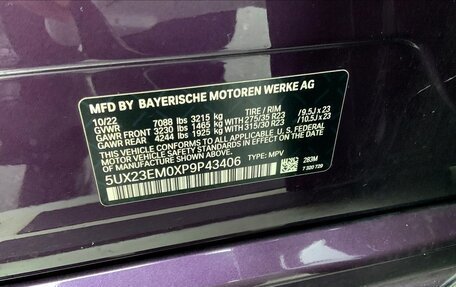 MFD BY BAYERISCHE MOTOREN WERKE AG
10/22 TIRE / RIM
GVWR 7088 lbs 3215 kg
GAWR FRONT 3230 lbs 1465 kg WITH 275/35 R23 / 9.5J x 23
GAWR REAR 4244 lbs 1925 kg WITH 315/30 R23 / 10.5J x 23
THIS VEHICLE CONFORMS TO ALL APPLICABLE
U.S. FEDERAL MOTOR VEHICLE SAFETY STANDARDS
IN EFFECT ON THE DATE OF MANUFACTURE
SHOWN ABOVE.
5UX23EM0XP9P43406 TYPE: MPV
283M
7 320 729